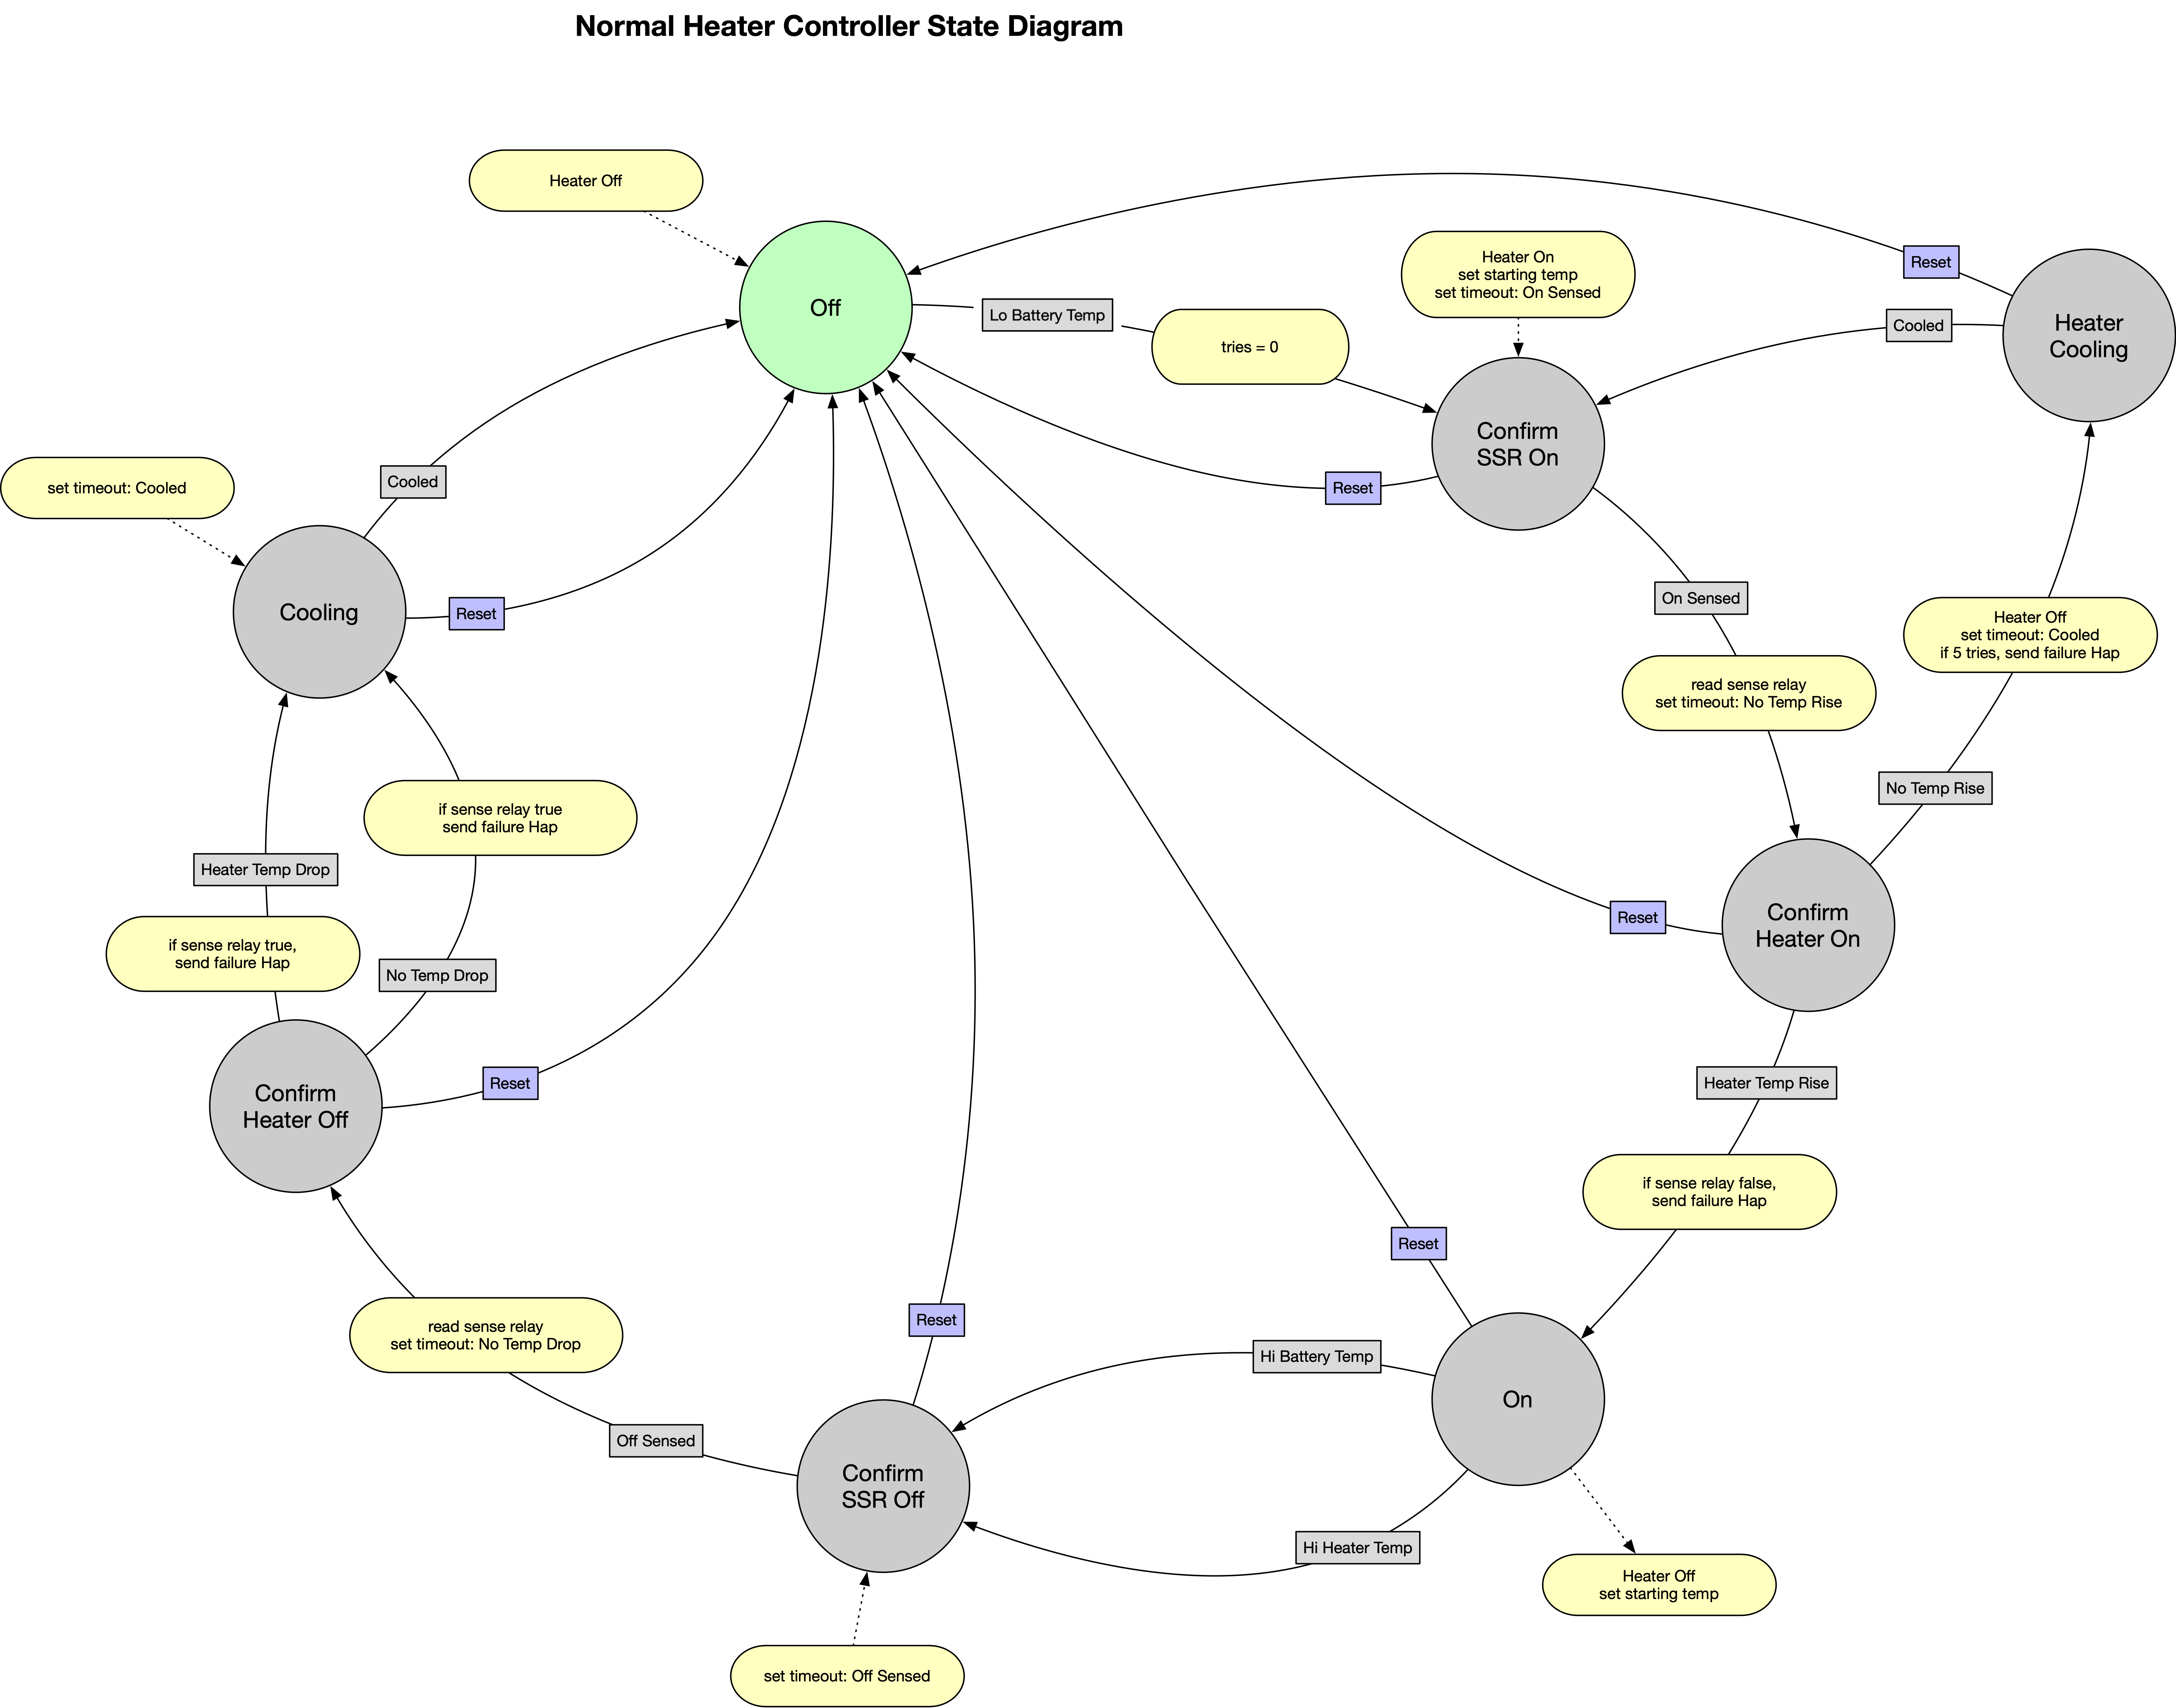 Normal Heater Controller State Diagram
Heater Off
Off
Lo Battery Temp
tries = 0
Heater On
set starting temp
set timeout: On Sensed
Reset
Cooled
Heater
Cooling
Confirm
SSR On
Reset
Cooled
set timeout: Cooled
Cooling
Reset
On Sensed
Heater Off
set timeout: Cooled
if 5 tries, send failure Hap
read sense relay
set timeout: No Temp Rise
No Temp Rise
if sense relay true
send failure Hap
Heater Temp Drop
if sense relay true,
send failure Hap
No Temp Drop
Reset
Confirm
Heater On
Confirm
Heater Off
Reset
Heater Temp Rise
if sense relay false,
send failure Hap
Reset
Reset
read sense relay
set timeout: No Temp Drop
Hi Battery Temp
On
Off Sensed
Confirm
SSR Off
Hi Heater Temp
Heater Off
set starting temp
set timeout: Off Sensed